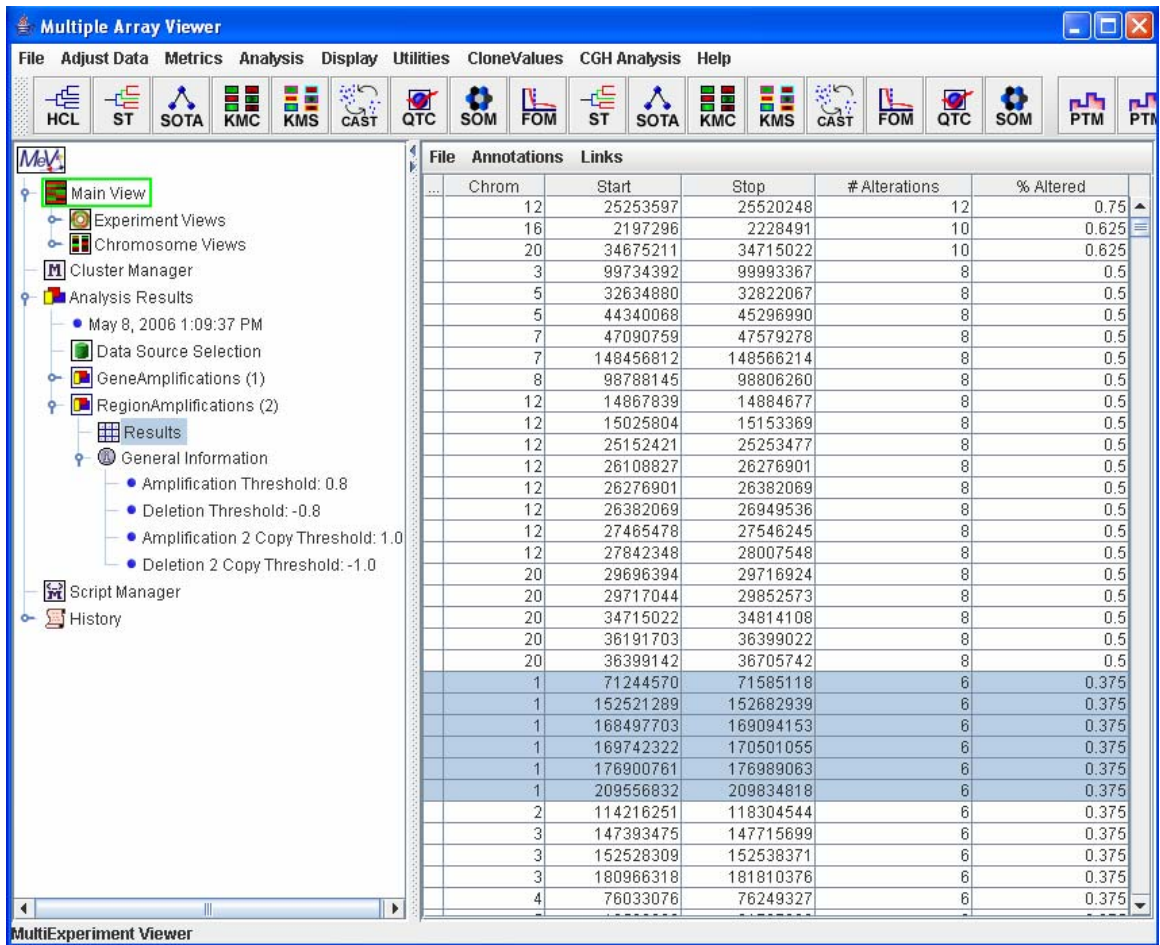 Multiple Array Viewer
File Adjust Data Metrics Analysis Display Utilities CloneValues CGH Analysis Help
HCL ST SOTA KMC KMS CAST QTC SOM FOM ST SOTA KMC KMS CAST FOM QTC SOM PTM PTM
MeV
Main View
Experiment Views
Chromosome Views
M Cluster Manager
Analysis Results
May 8, 2006 1:09:37 PM
Data Source Selection
GeneAmplifications (1)
RegionAmplifications (2)
Results
General Information
Amplification Threshold: 0.8
Deletion Threshold: -0.8
Amplification 2 Copy Threshold: 1.0
Deletion 2 Copy Threshold: -1.0
Script Manager
History
File Annotations Links
... Chrom Start Stop # Alterations % Altered
12 25253597 25520248 12 0.75
16 2197296 2228491 10 0.625
20 34675211 34715022 10 0.625
3 99734392 99993367 8 0.5
5 32634880 32822067 8 0.5
5 44340068 45296990 8 0.5
7 47090759 47579278 8 0.5
7 148456812 148566214 8 0.5
8 98788145 98806260 8 0.5
12 14867839 14884677 8 0.5
12 15025804 15153369 8 0.5
12 25152421 25253477 8 0.5
12 26108827 26276901 8 0.5
12 26276901 26382069 8 0.5
12 26382069 26949536 8 0.5
12 27465478 27546245 8 0.5
12 27842348 28007548 8 0.5
20 29696394 29716924 8 0.5
20 29717044 29852573 8 0.5
20 34715022 34814108 8 0.5
20 36191703 36399022 8 0.5
20 36399142 36705742 8 0.5
1 71244570 71585118 6 0.375
1 152521289 152682939 6 0.375
1 168497703 169094153 6 0.375
1 169742322 170501055 6 0.375
1 176900761 176989063 6 0.375
1 209556832 209834818 6 0.375
2 114216251 118304544 6 0.375
3 147393475 147715699 6 0.375
3 152528309 152538371 6 0.375
3 180966318 181810376 6 0.375
4 76033076 76249327 6 0.375
MultiExperiment Viewer